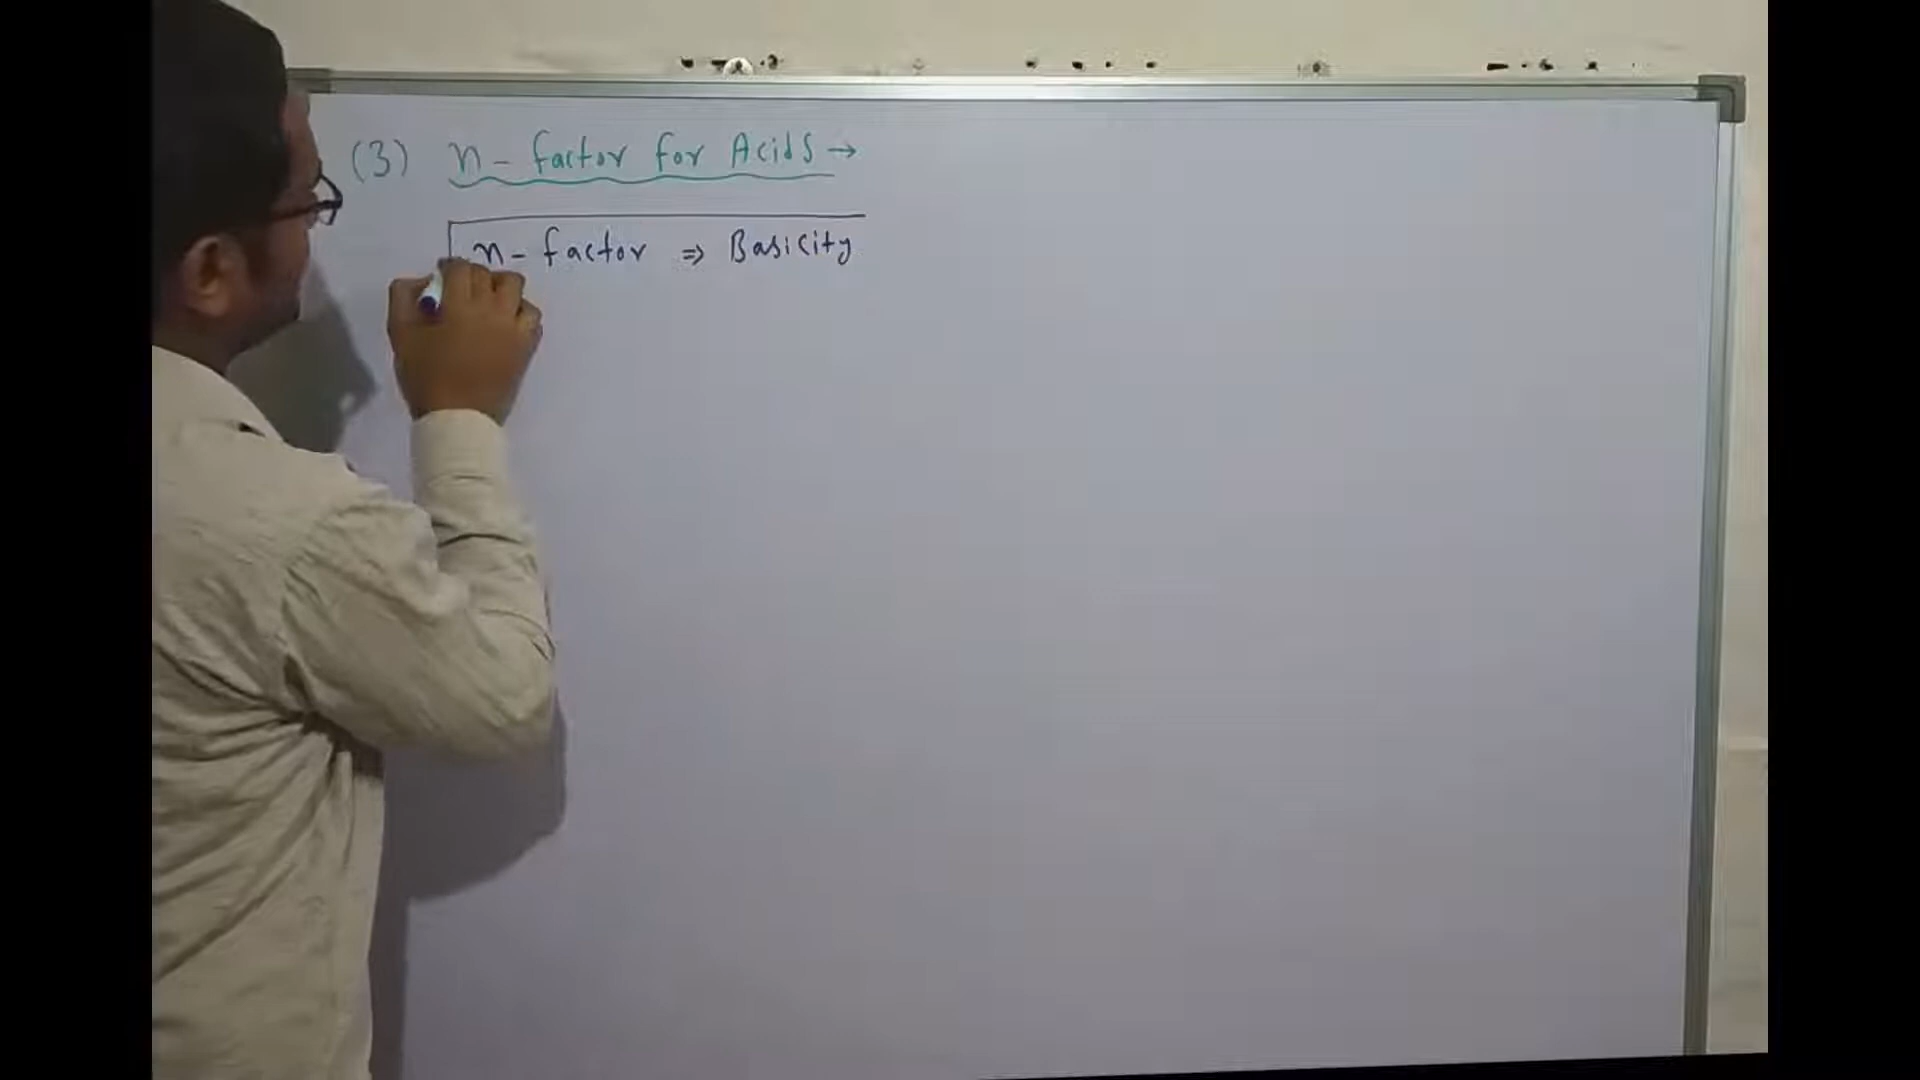 (3) n - factor for Acids →
n - factor ⇒ Basicity